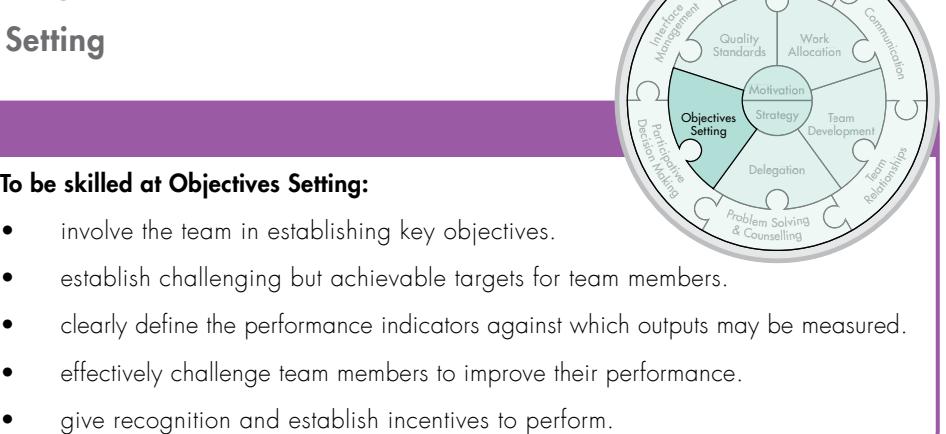 Setting
Interface
Management
Communication
Quality
Standards
Work
Allocation
Motivation
Strategy
Objectives
Setting
Team
Development
Participative
Decision Making
Delegation
Team
Relationships
Problem Solving
& Counselling
To be skilled at Objectives Setting:
• involve the team in establishing key objectives.
• establish challenging but achievable targets for team members.
• clearly define the performance indicators against which outputs may be measured.
• effectively challenge team members to improve their performance.
• give recognition and establish incentives to perform.